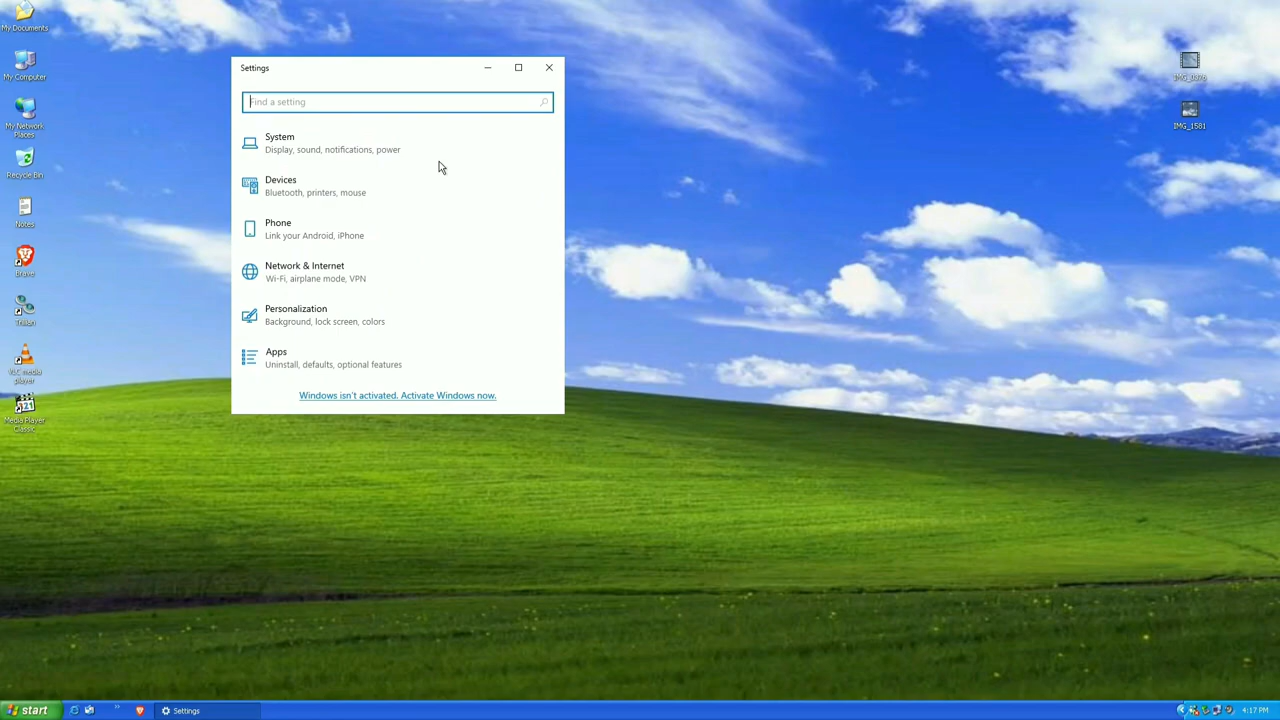 My Documents
My Computer
My Network
Places
Recycle Bin
Notes
Brave
VLC media
player
Media Player
Classic
Settings
Find a setting
System
Display, sound, notifications, power
Devices
Bluetooth, printers, mouse
Phone
Link your Android, iPhone
Network & Internet
Wi-Fi, airplane mode, VPN
Personalization
Background, lock screen, colors
Apps
Uninstall, defaults, optional features
Windows isn't activated. Activate Windows now.
IMG_0376
IMG_1581
start
Settings
4:17 PM